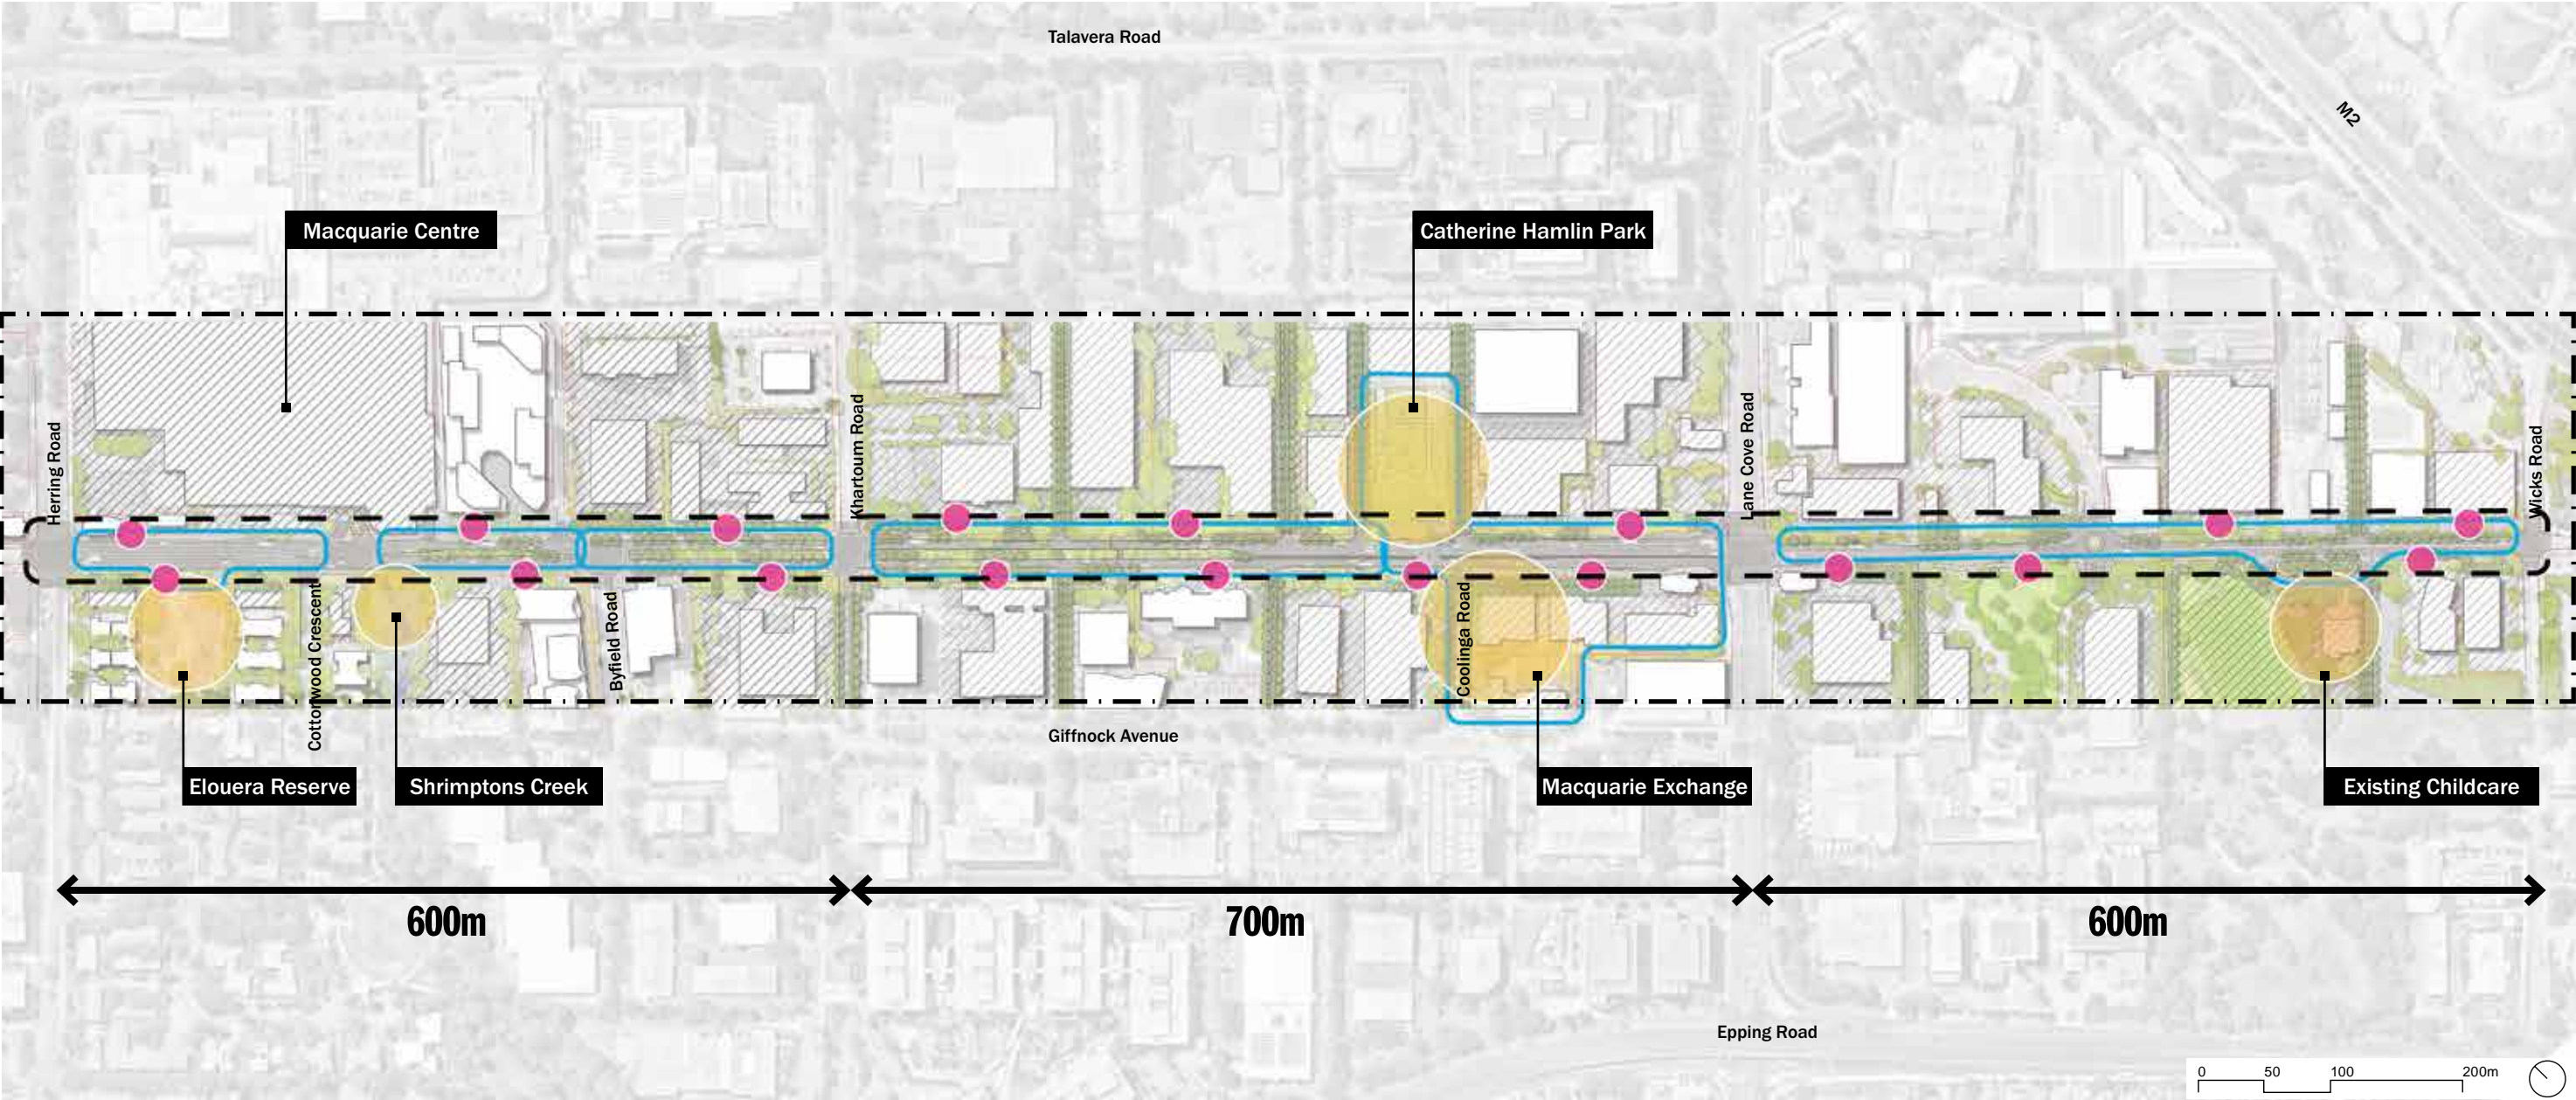 Talavera Road
M2
Macquarie Centre
Catherine Hamlin Park
Herring Road
Khartoum Road
Lane Cove Road
Wicks Road
Cottonwood Crescent
Byfield Road
Coolinga Road
Giffnock Avenue
Elouera Reserve
Shrimptons Creek
Macquarie Exchange
Existing Childcare
600m
700m
600m
Epping Road
0 50 100 200m